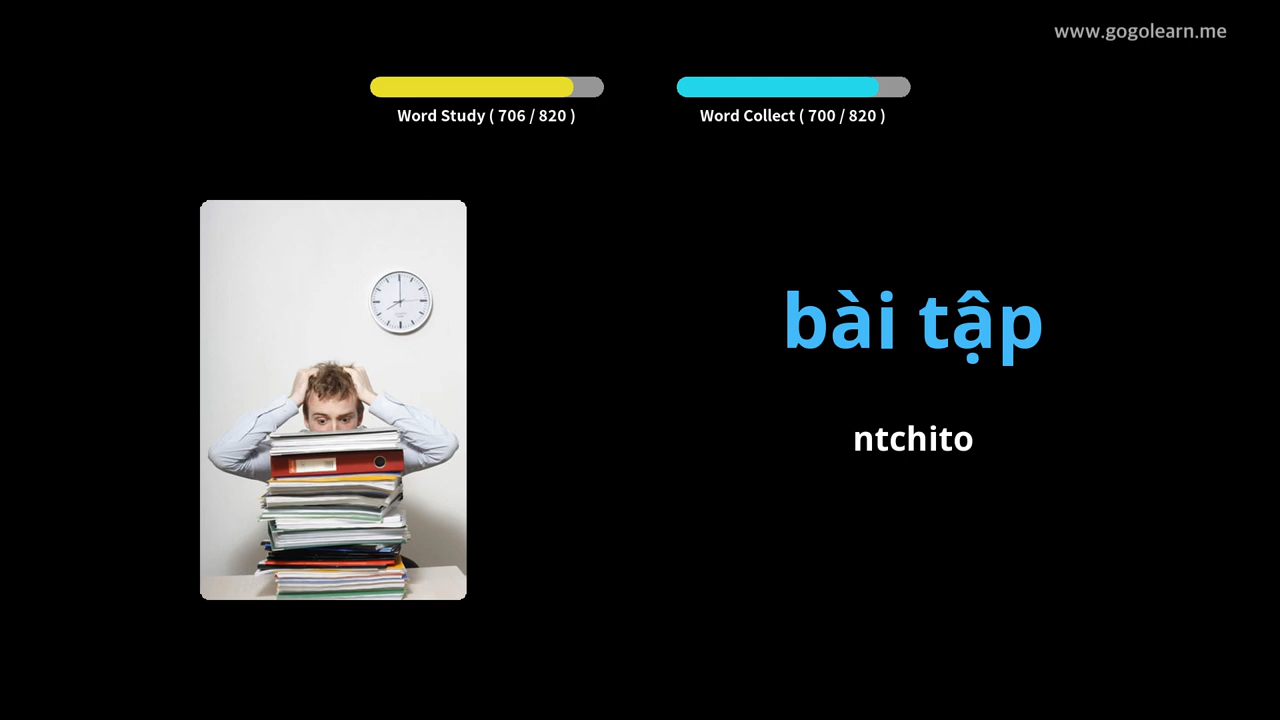 www.gogolearn.me
Word Study ( 706 / 820 )
Word Collect ( 700 / 820 )
bài tập
ntchito